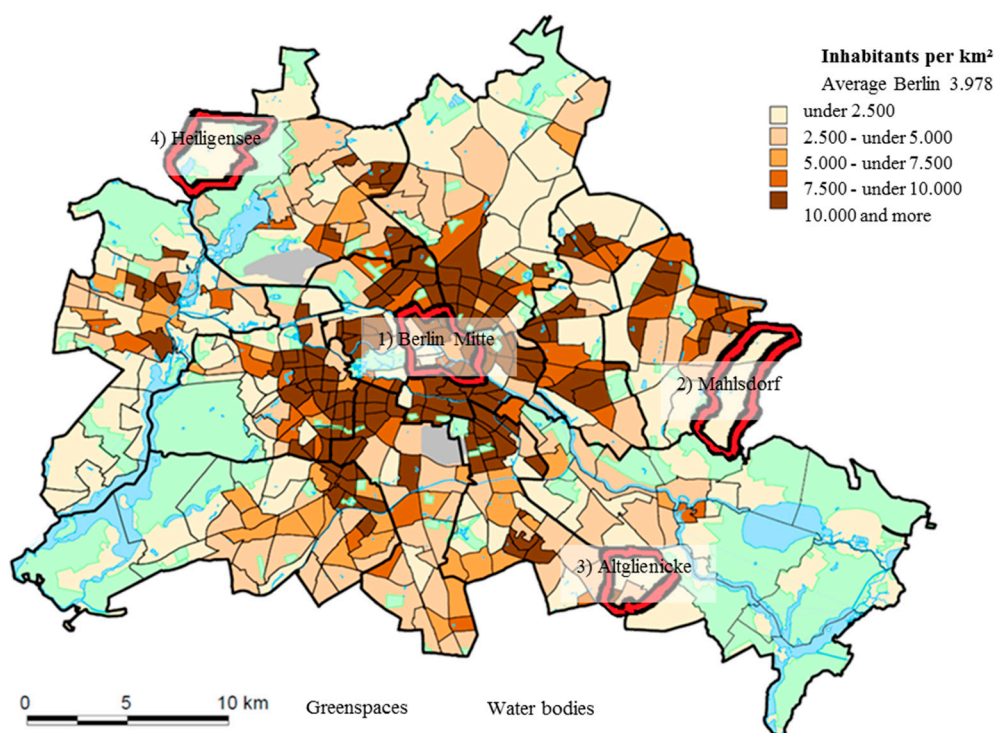 Inhabitants per km²
Average Berlin 3.978
under 2.500
2.500 - under 5.000
5.000 - under 7.500
7.500 - under 10.000
10.000 and more
4) Heiligensee
1) Berlin Mitte
2) Mahlsdorf
3) Altglienicke
0 5 10 km
Greenspaces Water bodies